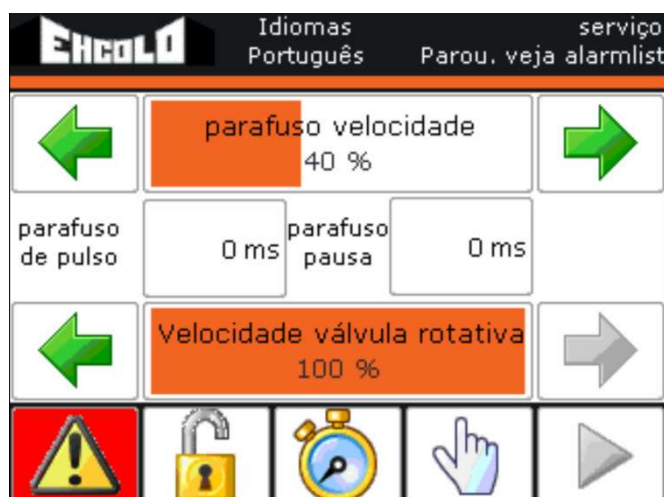 EHCOLO
Idiomas
Português
serviço
Parou. veja alarmlist
parafuso velocidade
40 %
parafuso
de pulso
0 ms
parafuso
pausa
0 ms
Velocidade válvula rotativa
100 %